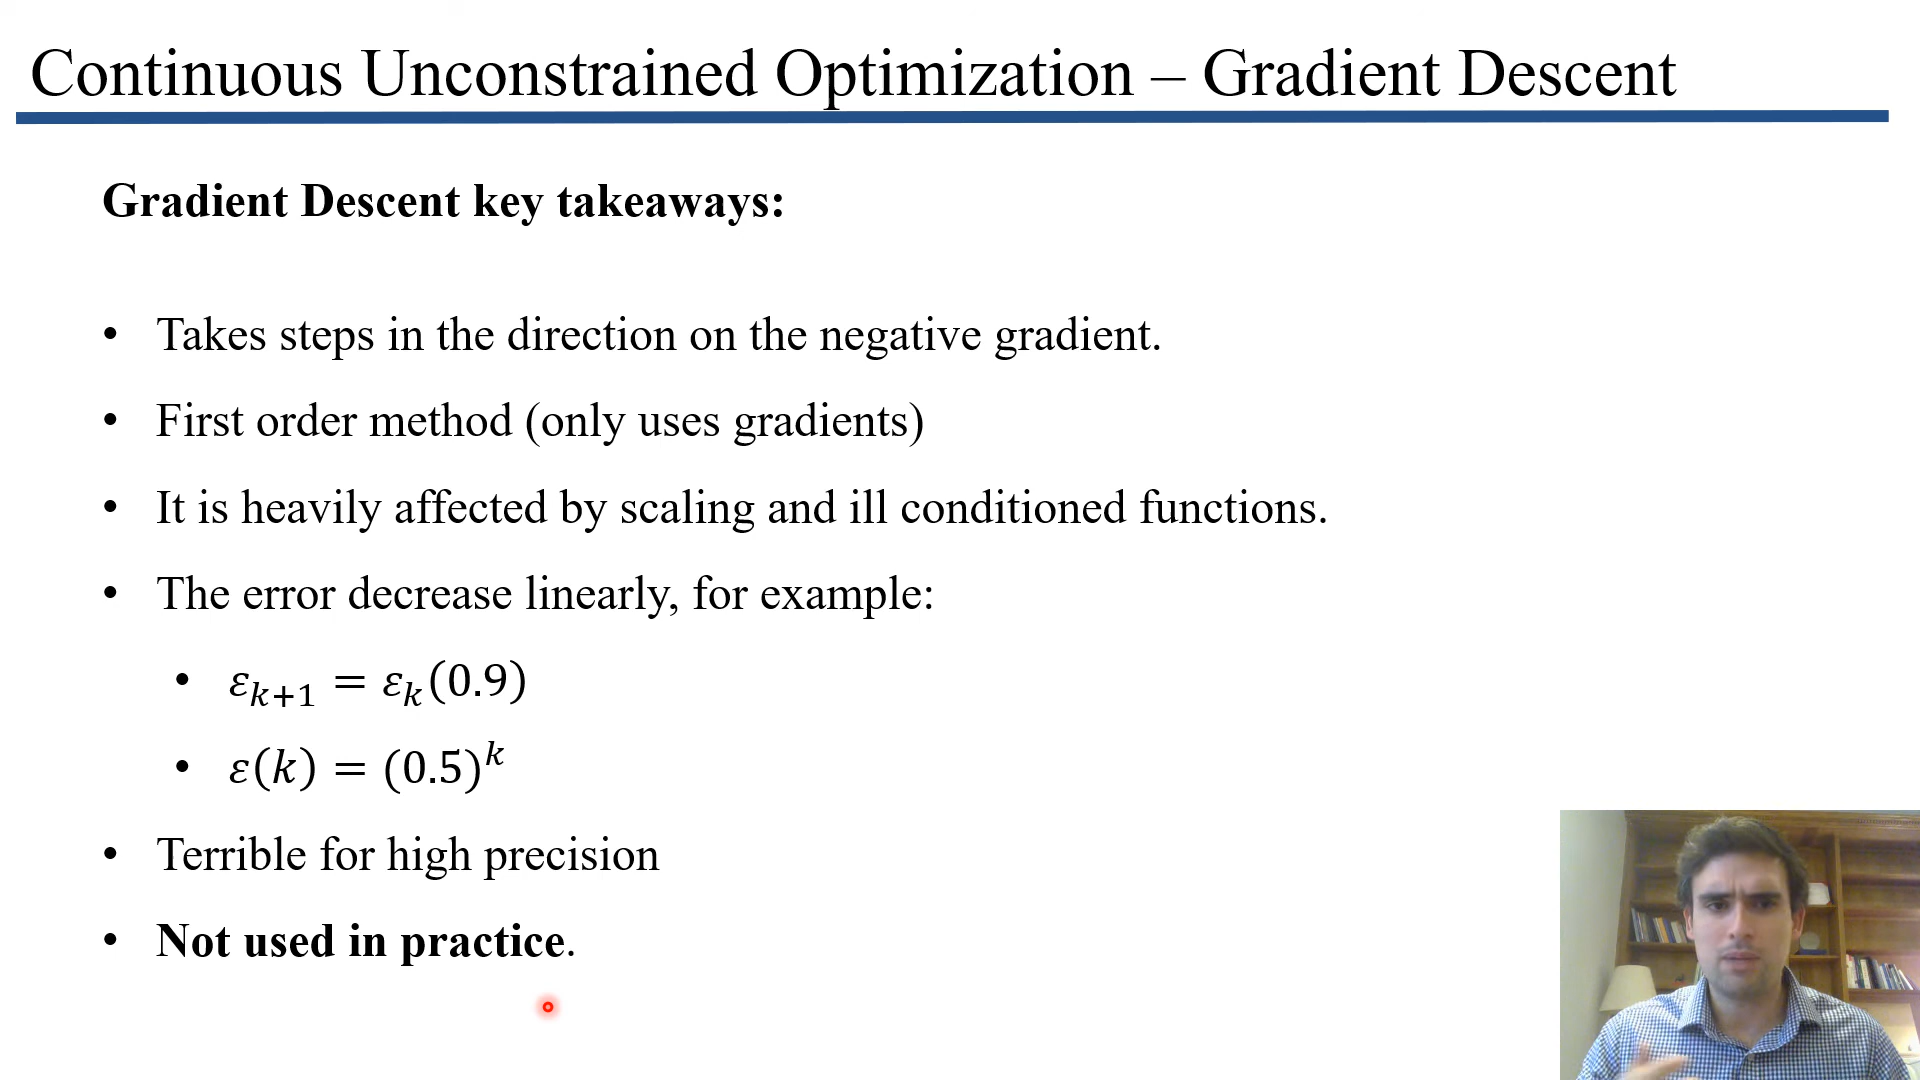 Continuous Unconstrained Optimization – Gradient Descent
Gradient Descent key takeaways:
• Takes steps in the direction on the negative gradient.
• First order method (only uses gradients)
• It is heavily affected by scaling and ill conditioned functions.
• The error decrease linearly, for example:
• εₖ₊₁ = εₖ(0.9)
• ε(k) = (0.5)ᵏ
• Terrible for high precision
• Not used in practice.